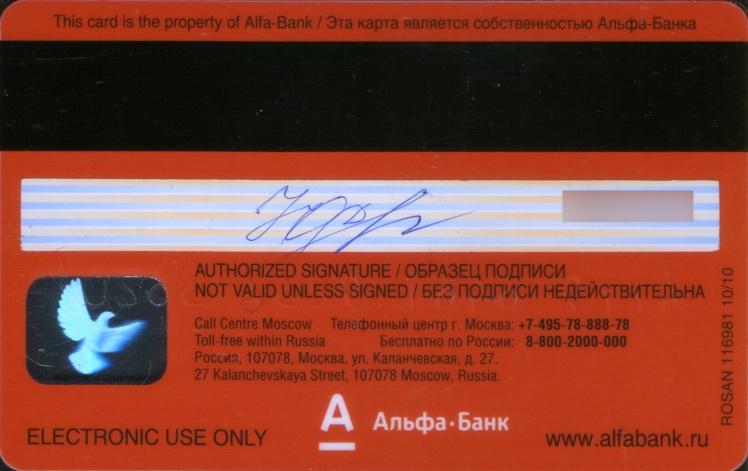 This card is the property of Alfa-Bank / Эта карта является собственностью Альфа-Банка
AUTHORIZED SIGNATURE / ОБРАЗЕЦ ПОДПИСИ
NOT VALID UNLESS SIGNED / БЕЗ ПОДПИСИ НЕДЕЙСТВИТЕЛЬНА
Call Centre Moscow Телефонный центр г. Москва: +7-495-78-888-78
Toll-free within Russia Бесплатно по России: 8-800-2000-000
Россия, 107078, Москва, ул. Каланчевская, д. 27.
27 Kalanchevskaya Street, 107078 Moscow, Russia.
ROSAN 116981 10/10
А Альфа·Банк
ELECTRONIC USE ONLY
www.alfabank.ru